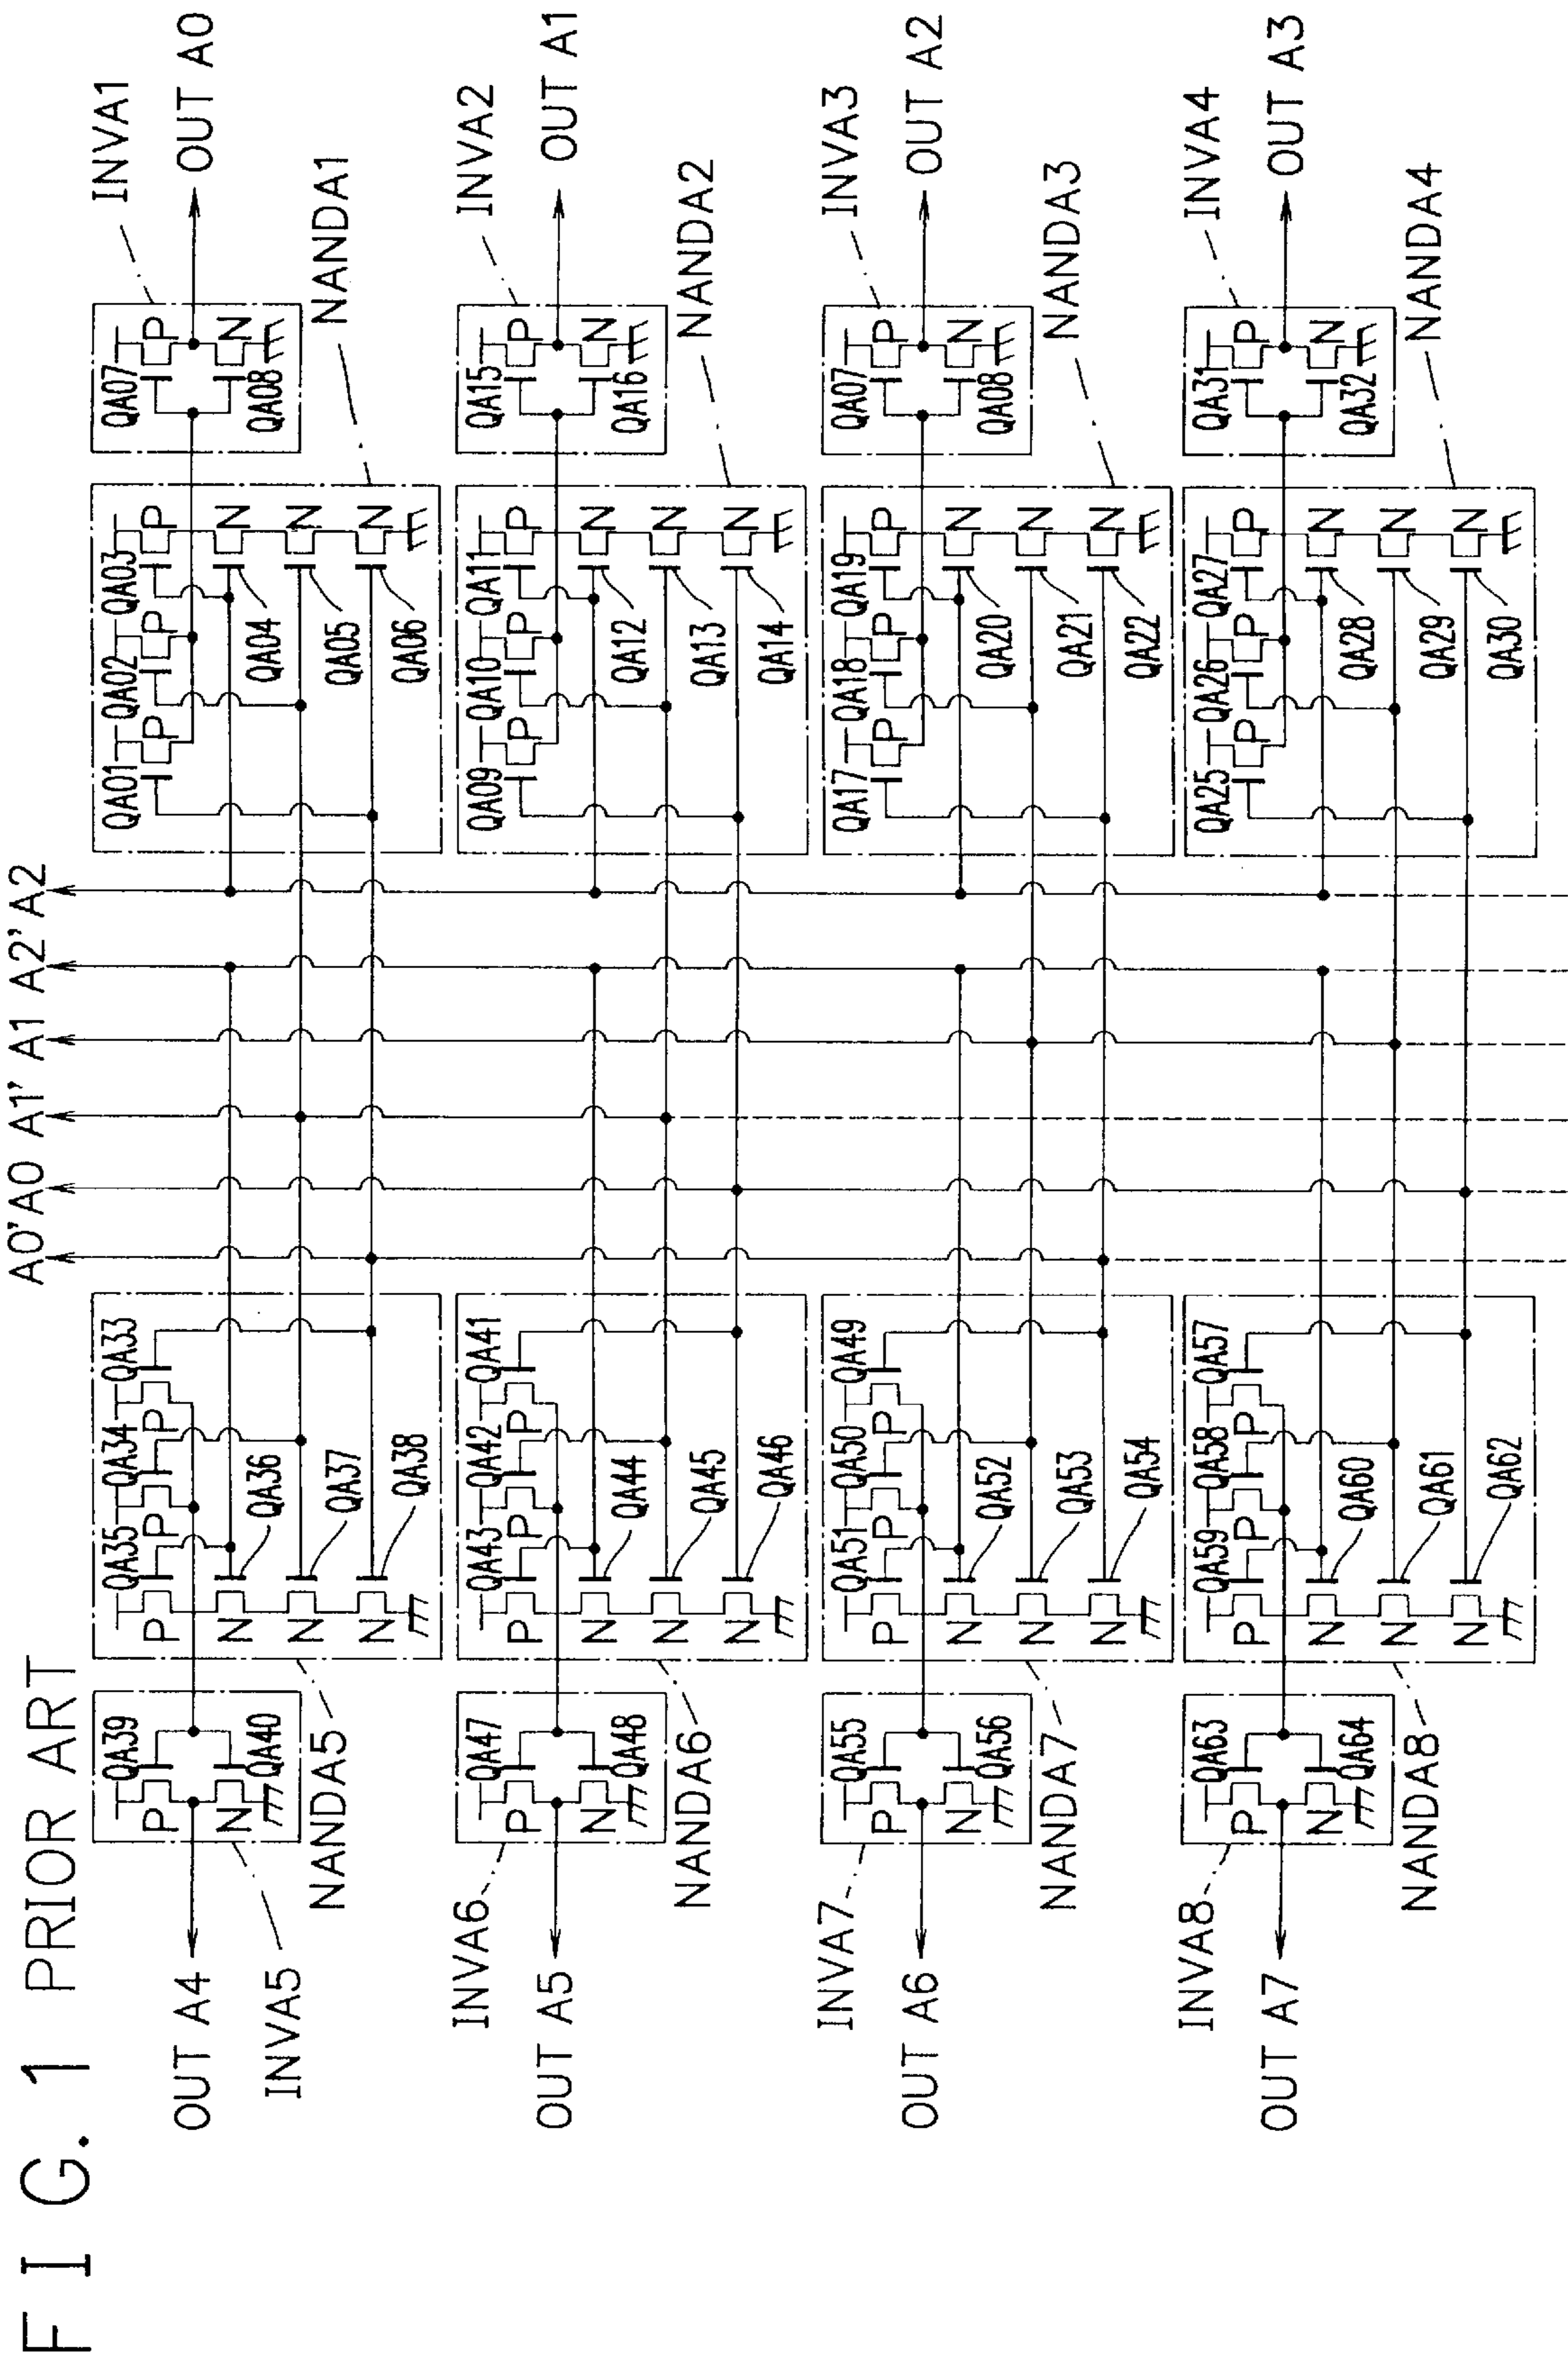 FIG. 1 PRIOR ART
A0' A0 A1' A1 A2' A2
OUT A4
INVA5
QA39
P
N
QA40
NANDA5
QA35 QA34 QA33
P P P
N QA36
N QA37
N QA38
QA01 QA02 QA03
P P P
QA04 N
QA05 N
QA06 N
NANDA1
QA07
P
N
QA08
INVA1
OUT A0
INVA6
OUT A5
QA47
P
N
QA48
NANDA6
QA43 QA42 QA41
P P P
N QA44
N QA45
N QA46
QA09 QA10 QA11
P P P
QA12 N
QA13 N
QA14 N
NANDA2
QA15
P
N
QA16
INVA2
OUT A1
INVA7
OUT A6
QA55
P
N
QA56
NANDA7
QA51 QA50 QA49
P P P
N QA52
N QA53
N QA54
QA17 QA18 QA19
P P P
QA20 N
QA21 N
QA22 N
NANDA3
QA07
P
N
QA08
INVA3
OUT A2
INVA8
OUT A7
QA63
P
N
QA64
NANDA8
QA59 QA58 QA57
P P P
N QA60
N QA61
N QA62
QA25 QA26 QA27
P P P
QA28 N
QA29 N
QA30 N
NANDA4
QA31
P
N
QA32
INVA4
OUT A3